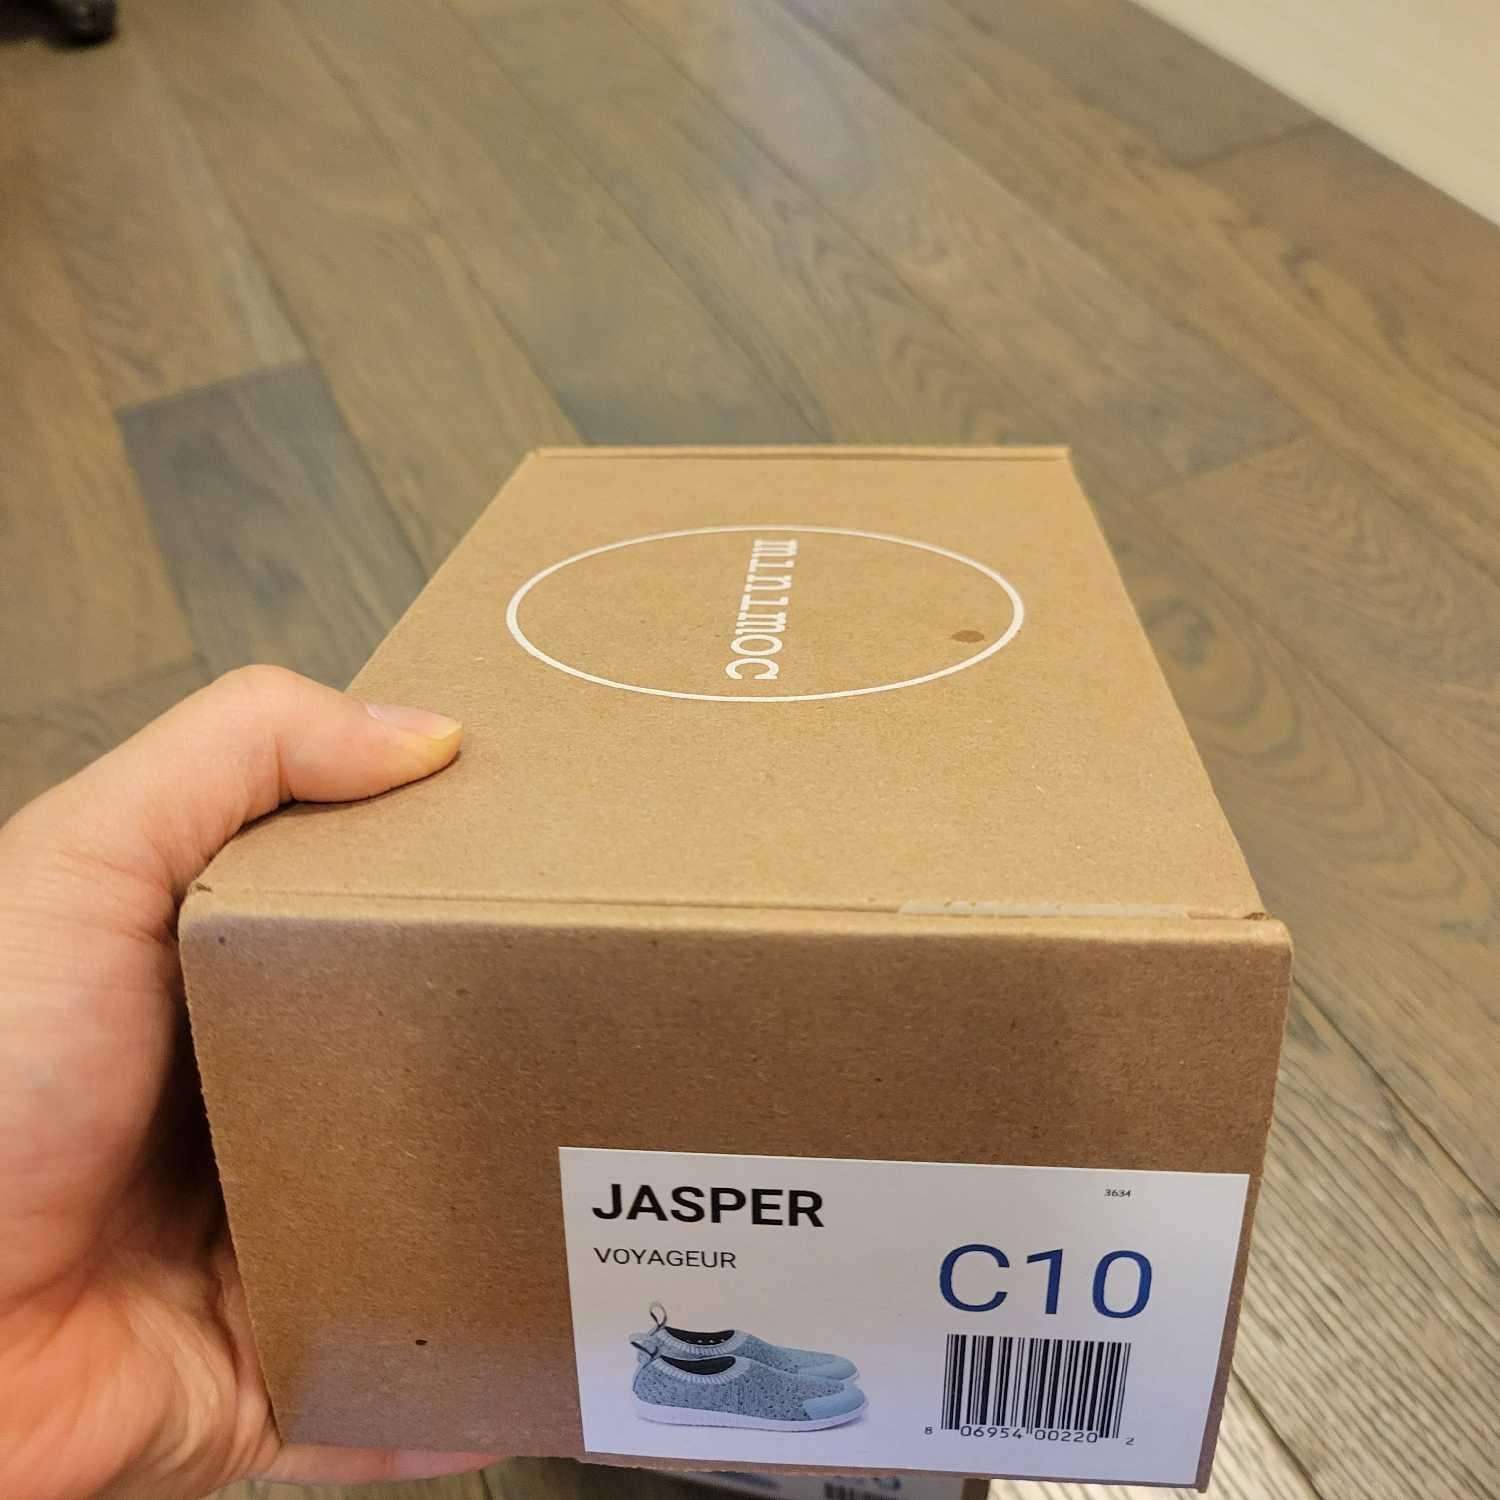 minimoc
JASPER
3634
VOYAGEUR
C10
8 06954 00220 2